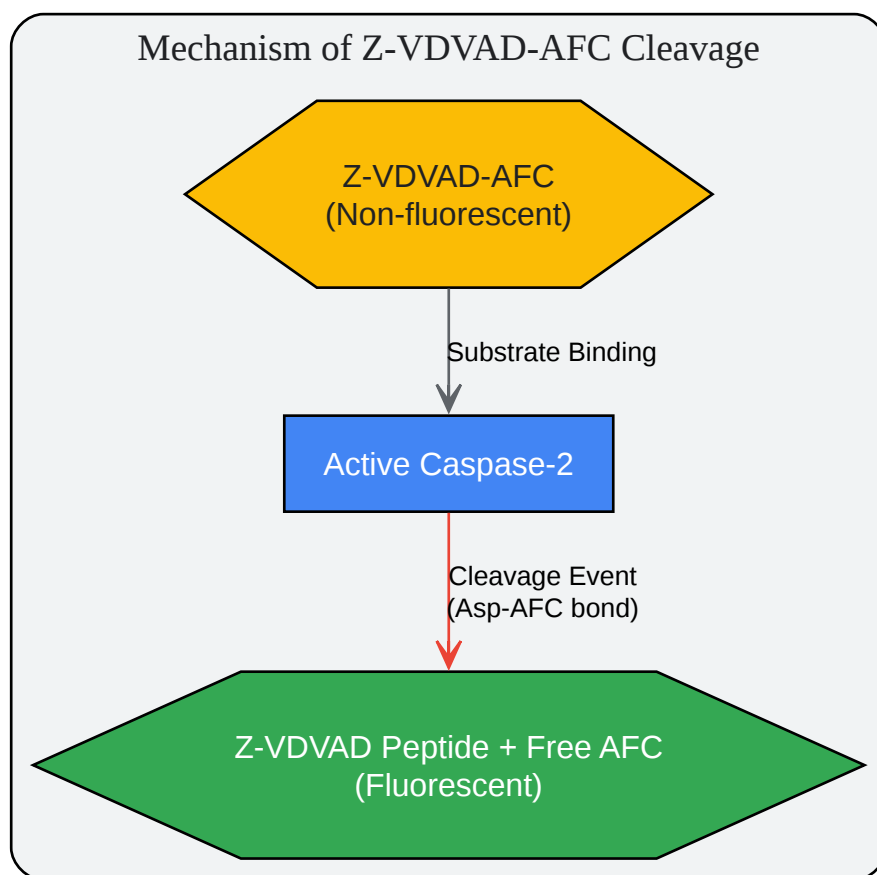 Mechanism of Z-VDVAD-AFC Cleavage
Z-VDVAD-AFC
(Non-fluorescent)
Substrate Binding
Active Caspase-2
Cleavage Event
(Asp-AFC bond)
Z-VDVAD Peptide + Free AFC
(Fluorescent)